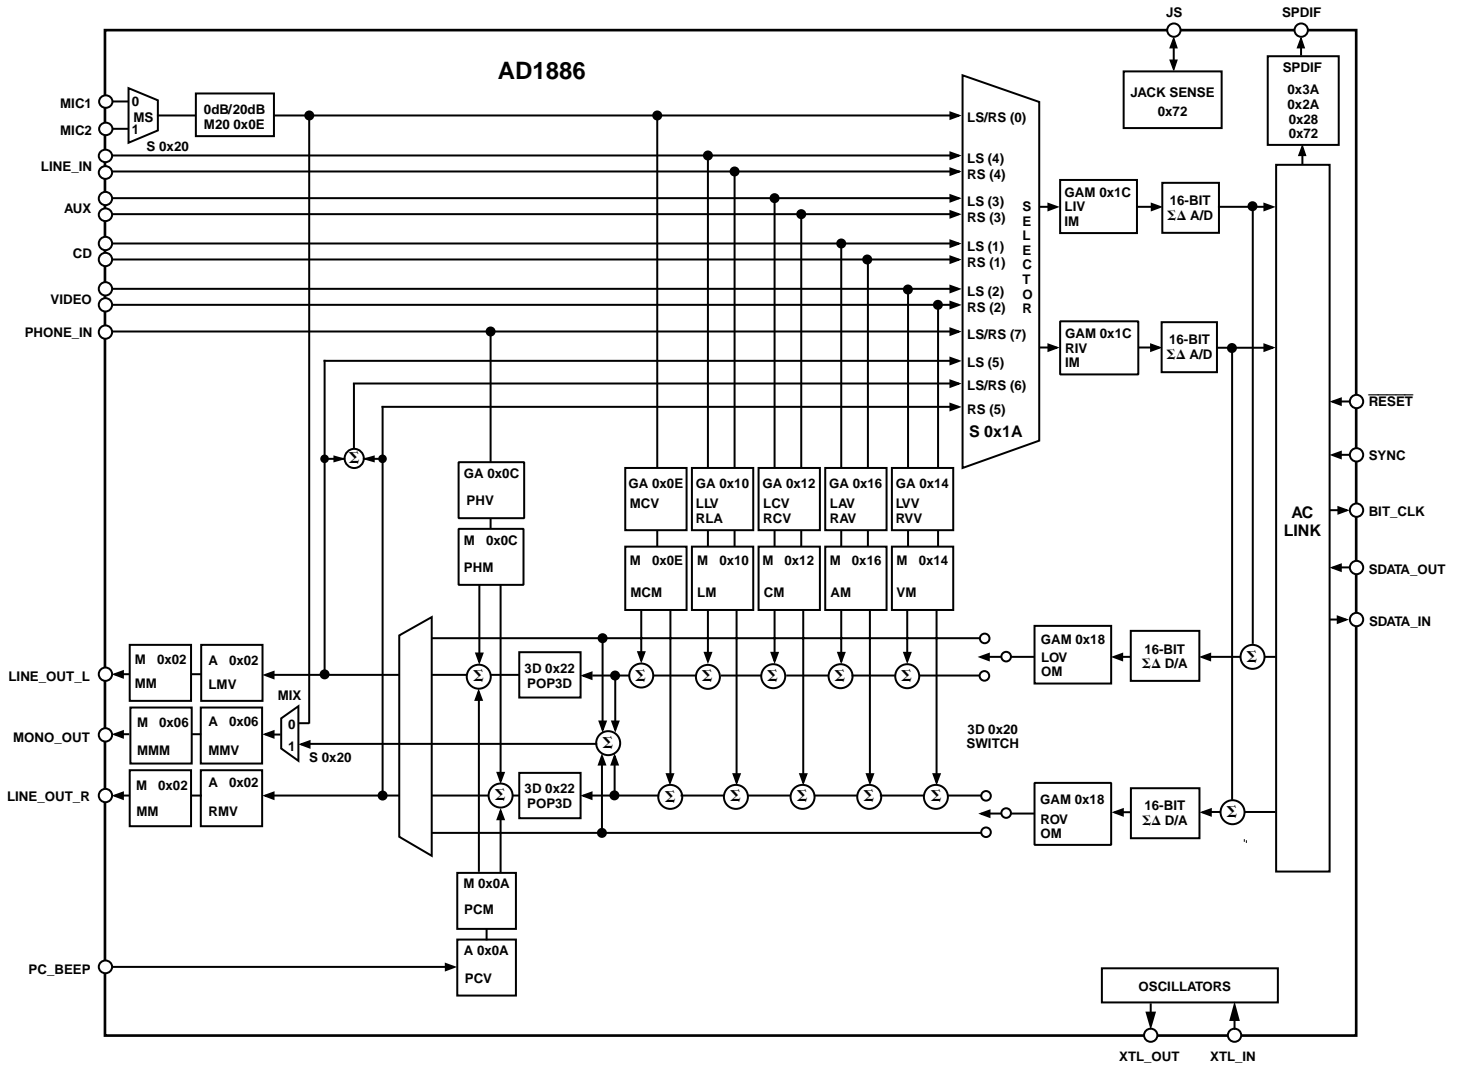 JS
SPDIF
AD1886
SPDIF
0x3A
0x2A
0x28
0x72
JACK SENSE
0x72
MIC1
MIC2
0
MS
1
S 0x20
0dB/20dB
M20 0x0E
LINE_IN
AUX
CD
VIDEO
PHONE_IN
LS/RS (0)
LS (4)
RS (4)
LS (3)
RS (3)
LS (1)
RS (1)
LS (2)
RS (2)
LS/RS (7)
LS (5)
LS/RS (6)
RS (5)
S 0x1A
S
E
L
E
C
T
O
R
GAM 0x1C
LIV
IM
16-BIT
ΣΔ A/D
GAM 0x1C
RIV
IM
16-BIT
ΣΔ A/D
RESET
SYNC
BIT_CLK
SDATA_OUT
SDATA_IN
AC
LINK
Σ
GA 0x0C
PHV
M 0x0C
PHM
GA 0x0E
MCV
GA 0x10
LLV
RLA
GA 0x12
LCV
RCV
GA 0x16
LAV
RAV
GA 0x14
LVV
RVV
M 0x0E
MCM
M 0x10
LM
M 0x12
CM
M 0x16
AM
M 0x14
VM
LINE_OUT_L
M 0x02
MM
A 0x02
LMV
Σ
3D 0x22
POP3D
Σ
Σ
Σ
Σ
Σ
GAM 0x18
LOV
OM
16-BIT
ΣΔ D/A
Σ
MONO_OUT
M 0x06
MMM
A 0x06
MMV
MIX
0
1
S 0x20
Σ
3D 0x20
SWITCH
LINE_OUT_R
M 0x02
MM
A 0x02
RMV
Σ
3D 0x22
POP3D
Σ
Σ
Σ
Σ
Σ
GAM 0x18
ROV
OM
16-BIT
ΣΔ D/A
Σ
M 0x0A
PCM
A 0x0A
PCV
PC_BEEP
OSCILLATORS
XTL_OUT
XTL_IN